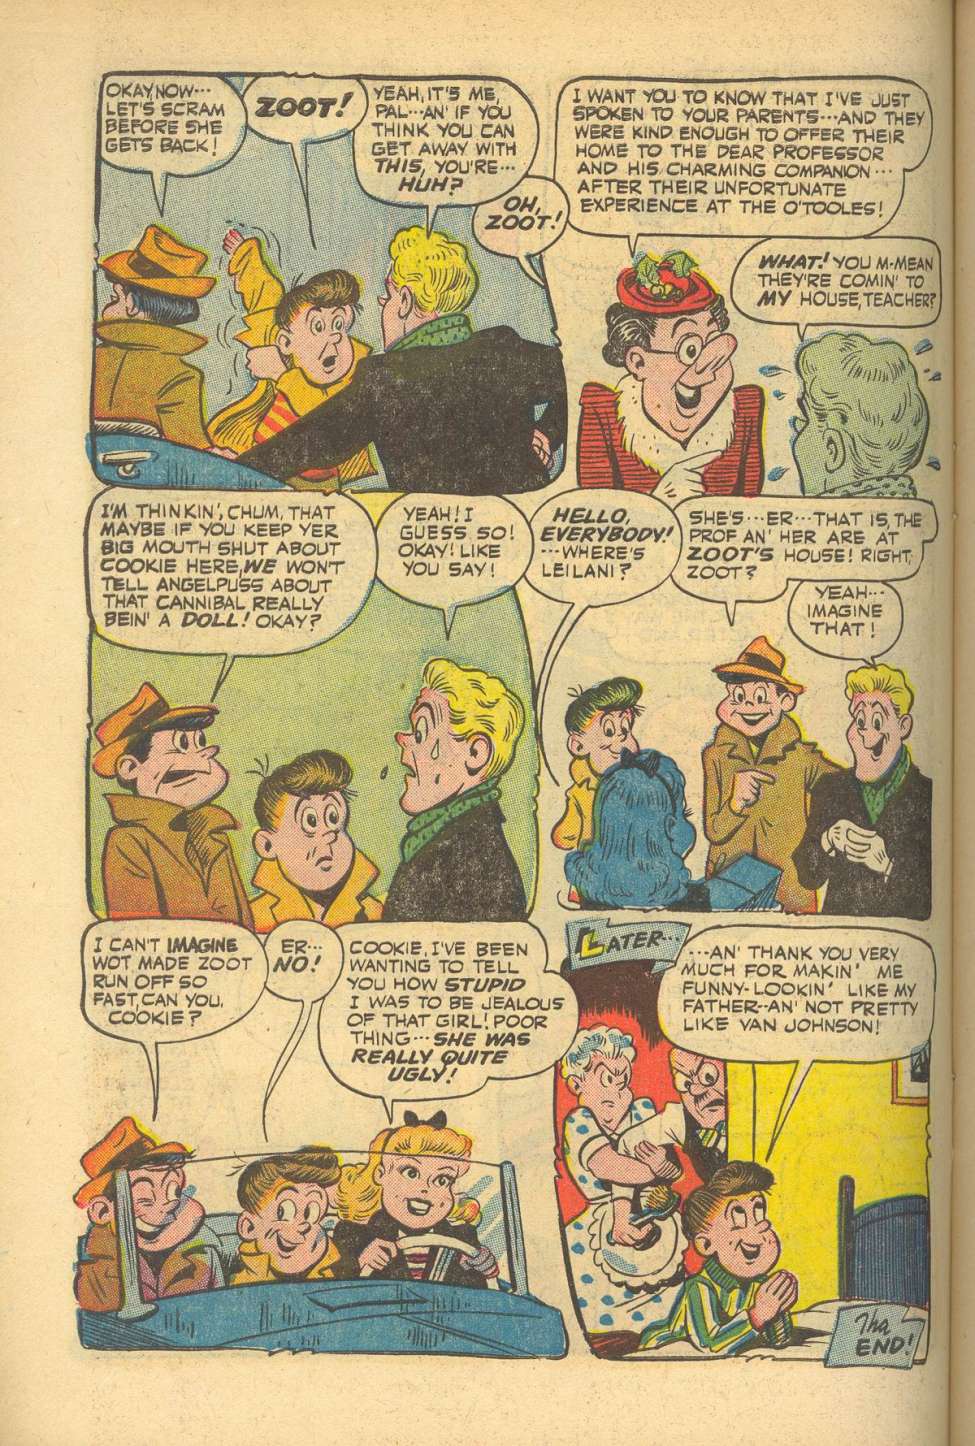 OKAY, NOW---
LET'S SCRAM
BEFORE SHE
GETS BACK!
ZOOT!
YEAH, IT'S ME,
PAL---AN' IF YOU
THINK YOU CAN
GET AWAY WITH
THIS, YOU'RE---
HUH?
OH,
ZOOT!
I WANT YOU TO KNOW THAT I'VE JUST
SPOKEN TO YOUR PARENTS---AND THEY
WERE KIND ENOUGH TO OFFER THEIR
HOME TO THE DEAR PROFESSOR
AND HIS CHARMING COMPANION---
AFTER THEIR UNFORTUNATE
EXPERIENCE AT THE O'TOOLES!
WHAT! YOU M-MEAN
THEY'RE COMIN' TO
MY HOUSE, TEACHER?
I'M THINKIN', CHUM, THAT
MAYBE IF YOU KEEP YER
BIG MOUTH SHUT ABOUT
COOKIE HERE, WE WON'T
TELL ANGELPUSS ABOUT
THAT CANNIBAL REALLY
BEIN' A DOLL! OKAY?
YEAH! I
GUESS SO!
OKAY! LIKE
YOU SAY!
HELLO,
EVERYBODY!
---WHERE'S
LEILANI?
SHE'S---ER---THAT IS, THE
PROF AN' HER ARE AT
ZOOT'S HOUSE! RIGHT,
ZOOT?
YEAH---
IMAGINE
THAT!
I CAN'T IMAGINE
WOT MADE ZOOT
RUN OFF SO
FAST, CAN YOU,
COOKIE?
ER---
NO!
COOKIE, I'VE BEEN
WANTING TO TELL
YOU HOW STUPID
I WAS TO BE JEALOUS
OF THAT GIRL! POOR
THING---SHE WAS
REALLY QUITE
UGLY!
LATER---
---AN' THANK YOU VERY
MUCH FOR MAKIN' ME
FUNNY-LOOKIN' LIKE MY
FATHER--AN' NOT PRETTY
LIKE VAN JOHNSON!
Tha
END!